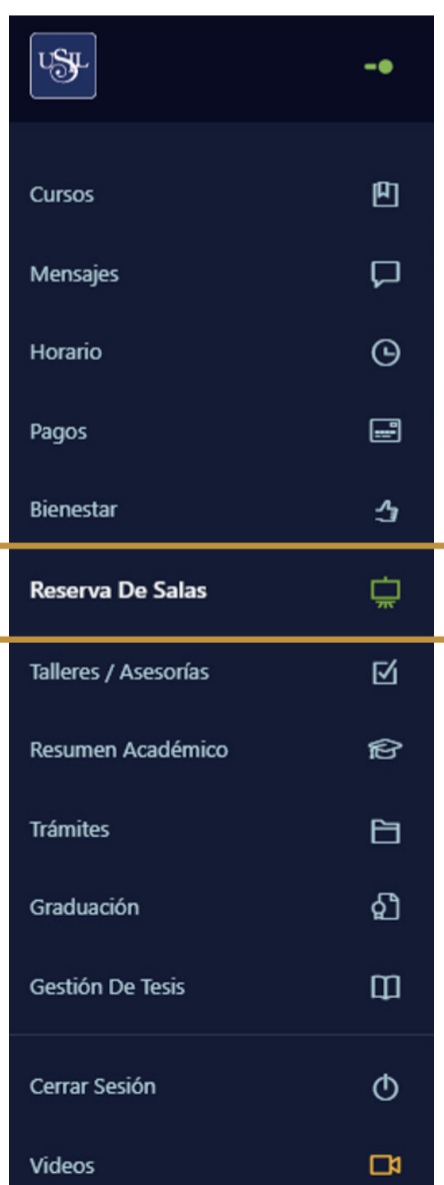 USIL
Cursos
Mensajes
Horario
Pagos
Bienestar
Reserva De Salas
Talleres / Asesorías
Resumen Académico
Trámites
Graduación
Gestión De Tesis
Cerrar Sesión
Videos